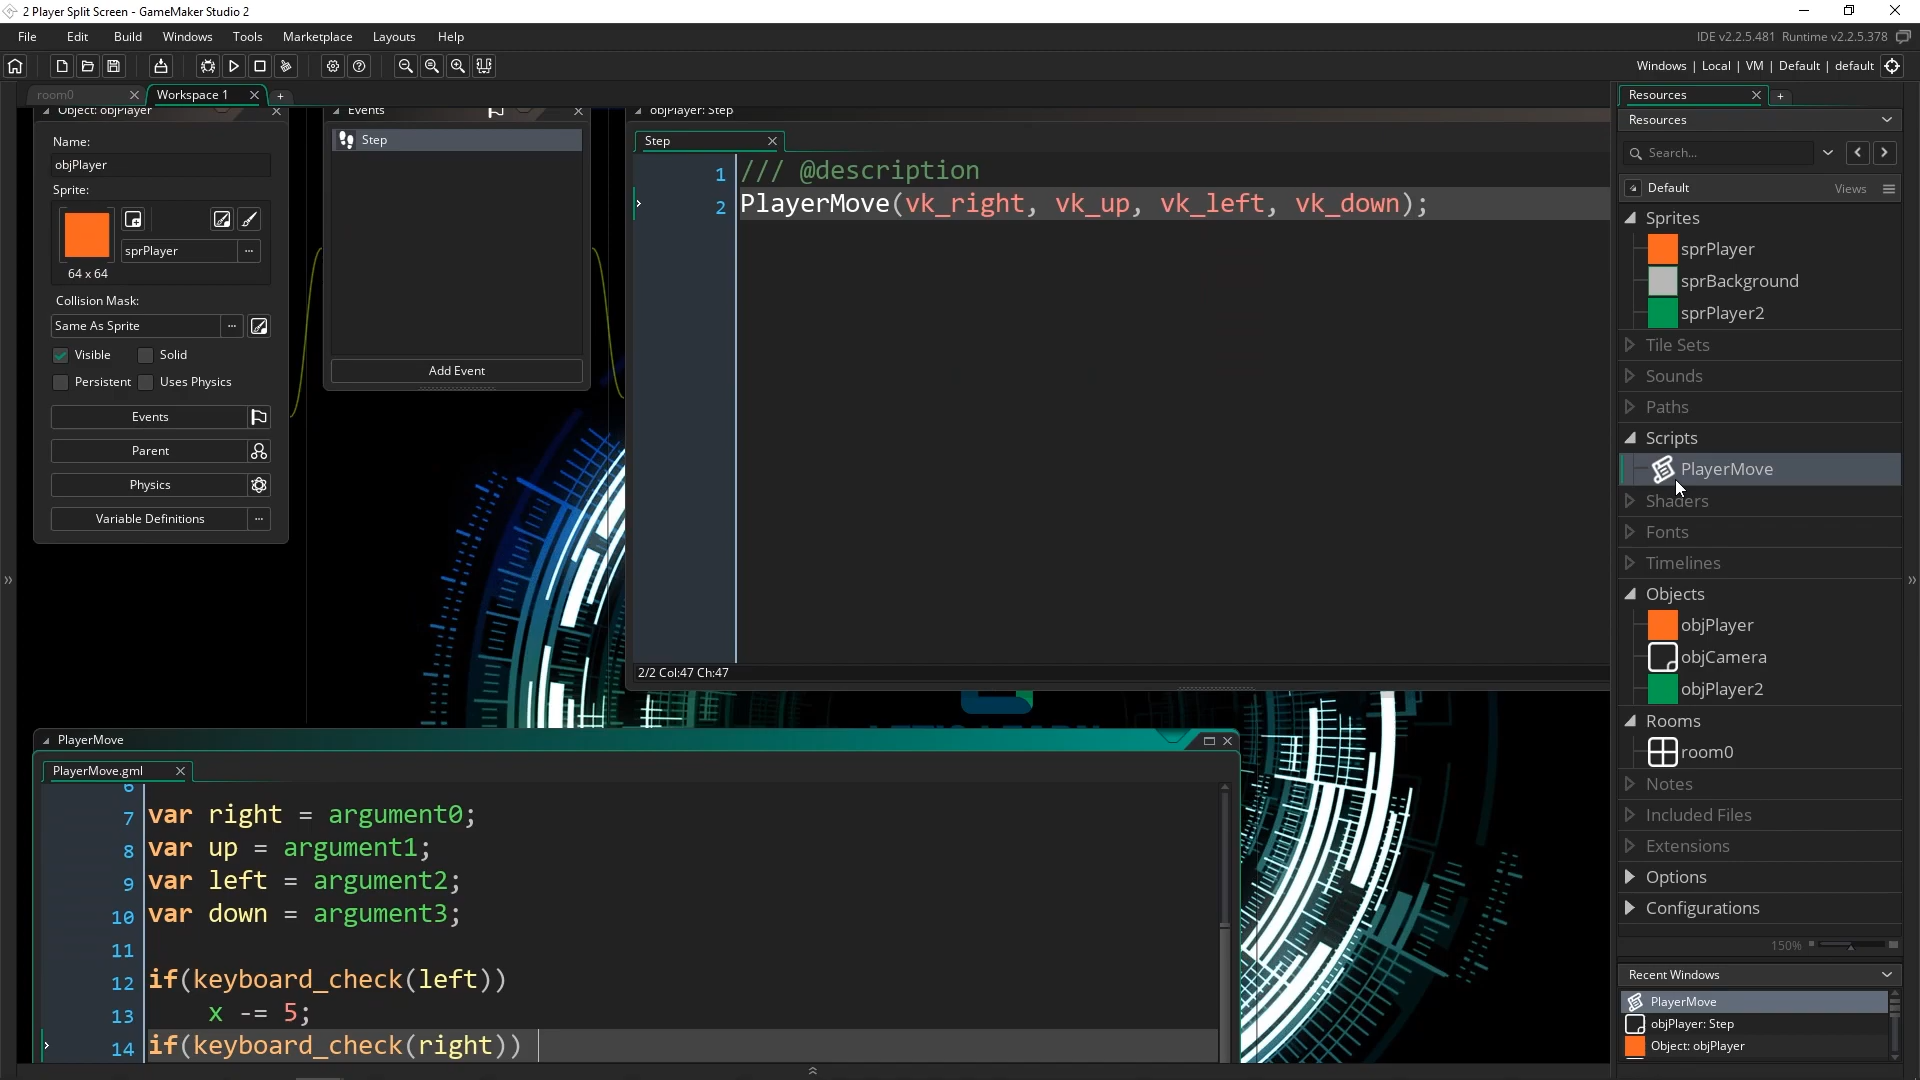 2 Player Split Screen - GameMaker Studio 2
File Edit Build Windows Tools Marketplace Layouts Help
IDE v2.2.5.481 Runtime v2.2.5.378
Windows | Local | VM | Default | default
room0
Workspace 1
Object: objPlayer
Name:
objPlayer
Sprite:
sprPlayer
64 x 64
Collision Mask:
Same As Sprite
Visible Solid
Persistent Uses Physics
Events
Parent
Physics
Variable Definitions
Events
Step
Add Event
objPlayer: Step
Step
1 /// @description
2 PlayerMove(vk_right, vk_up, vk_left, vk_down);
2/2 Col:47 Ch:47
PlayerMove
PlayerMove.gml
6
7 var right = argument0;
8 var up = argument1;
9 var left = argument2;
10 var down = argument3;
11
12 if(keyboard_check(left))
13 x -= 5;
14 if(keyboard_check(right))
Resources
Resources
Search...
Default Views
Sprites
sprPlayer
sprBackground
sprPlayer2
Tile Sets
Sounds
Paths
Scripts
PlayerMove
Shaders
Fonts
Timelines
Objects
objPlayer
objCamera
objPlayer2
Rooms
room0
Notes
Included Files
Extensions
Options
Configurations
150%
Recent Windows
PlayerMove
objPlayer: Step
Object: objPlayer